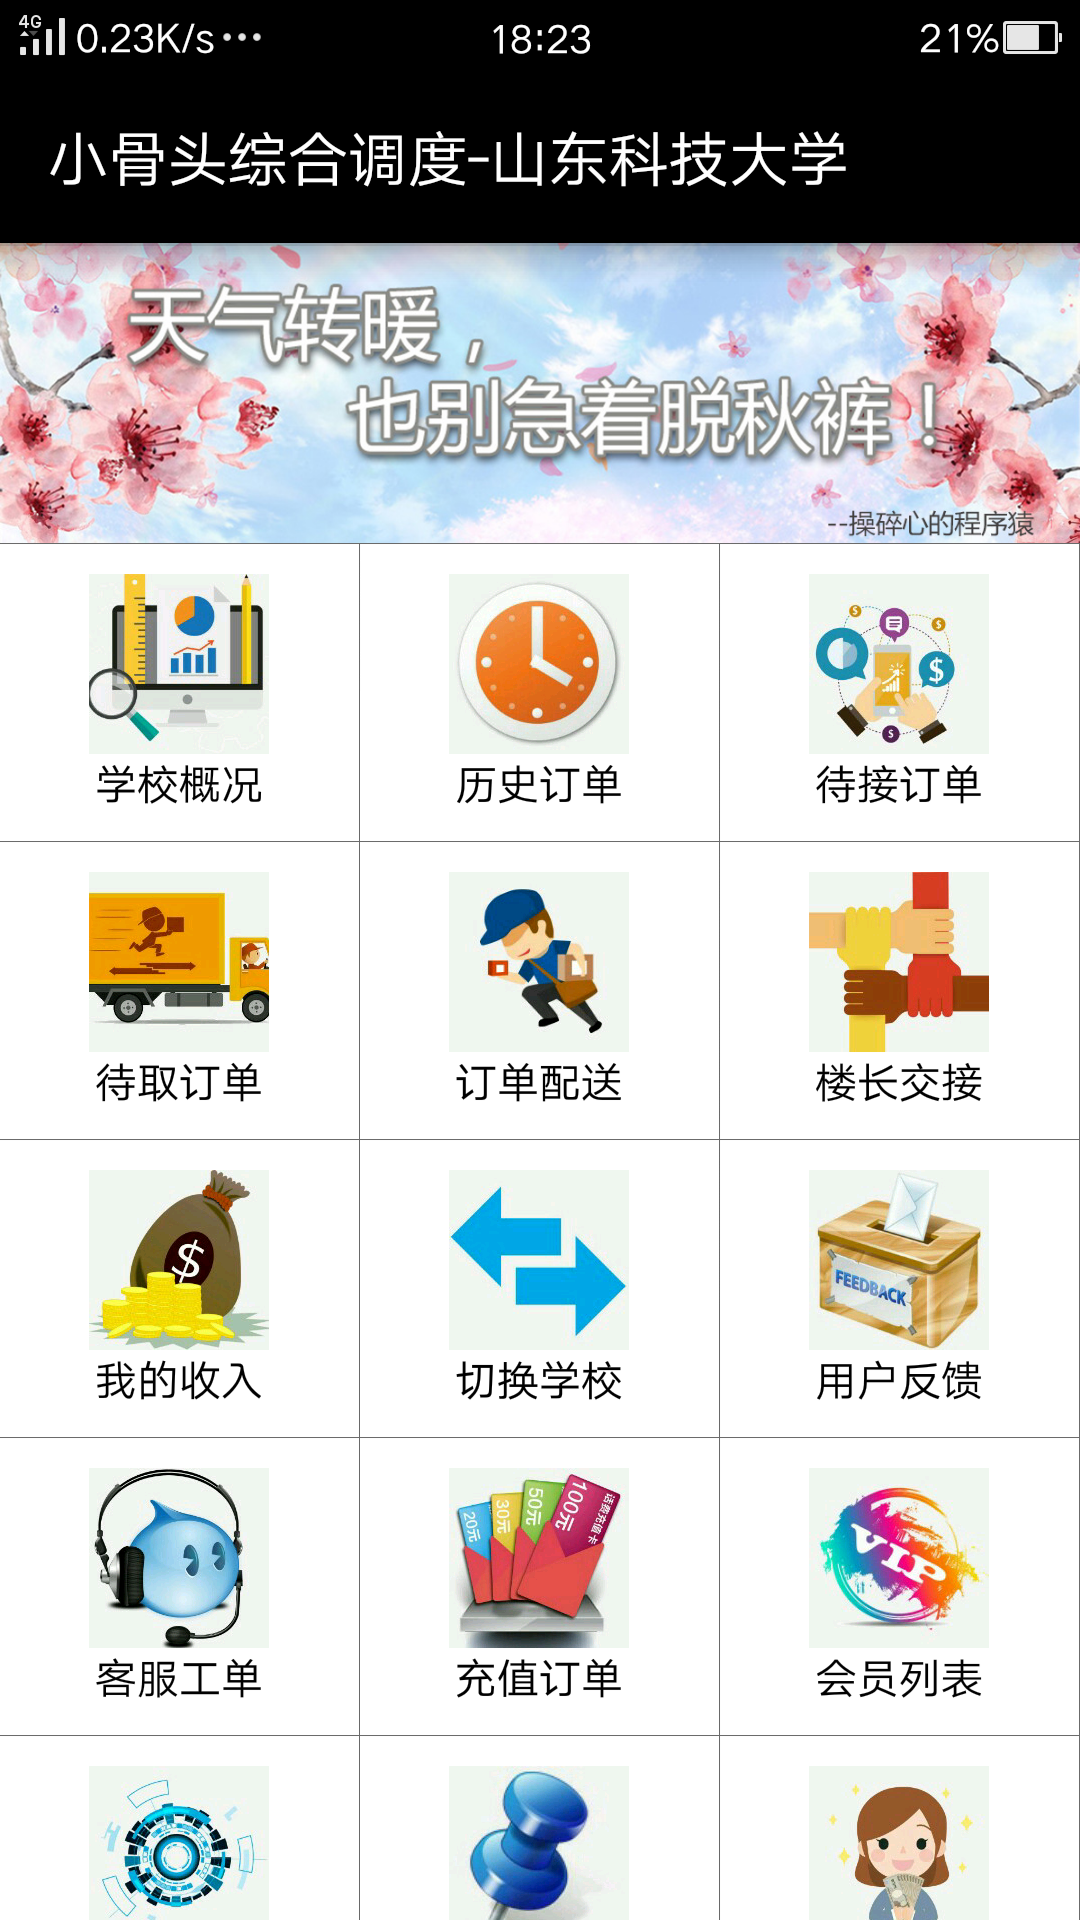 4G 0.23K/s··· 18:23 21%
小骨头综合调度-山东科技大学
天气转暖，
也别急着脱秋裤！
--操碎心的程序猿
学校概况 历史订单 待接订单
待取订单 订单配送 楼长交接
$
FEEDBACK
我的收入 切换学校 用户反馈
20元 30元 50元 100元 话费充值卡
VIP
客服工单 充值订单 会员列表